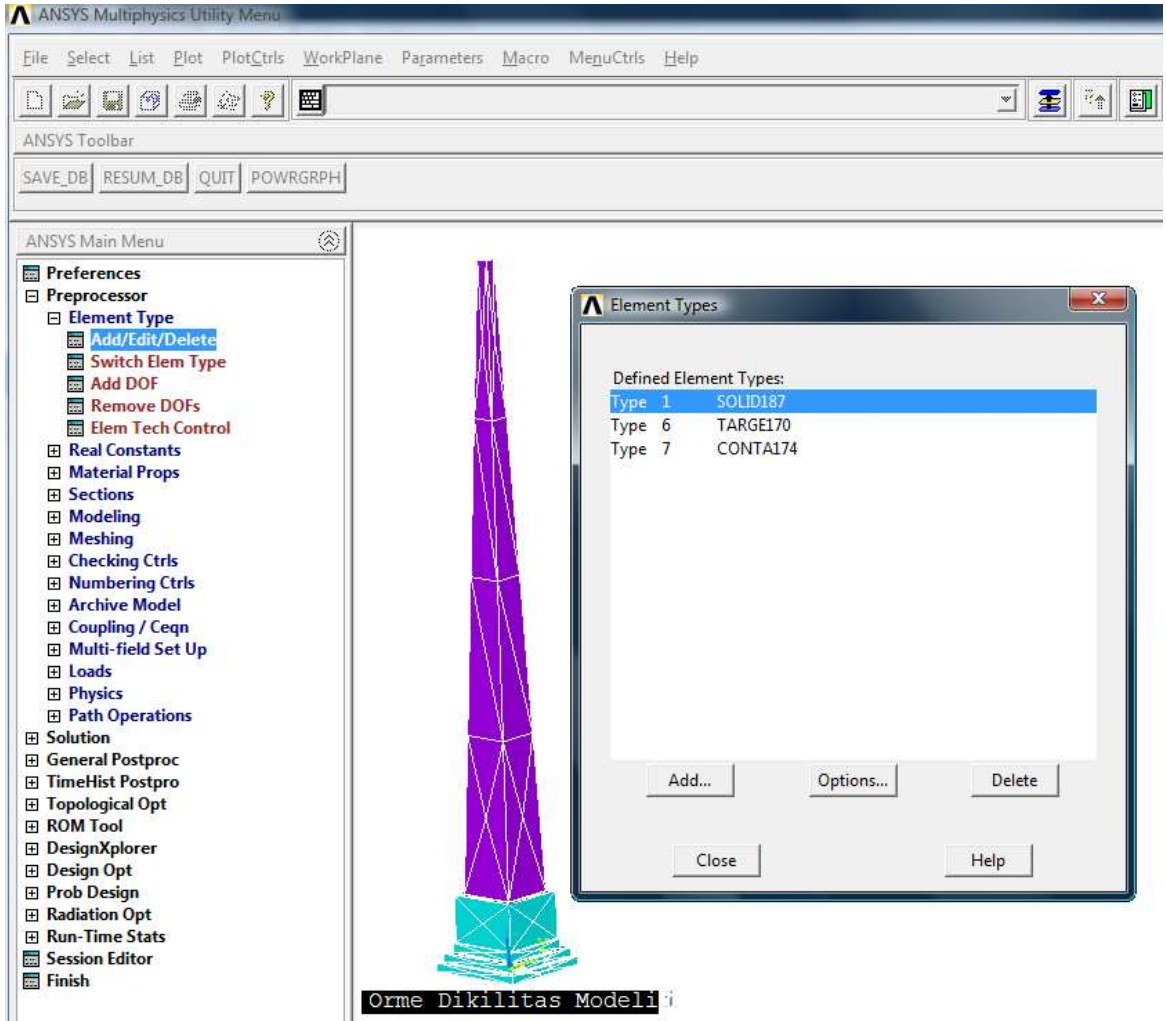 ANSYS Multiphysics Utility Menu
File Select List Plot PlotCtrls WorkPlane Parameters Macro MenuCtrls Help
ANSYS Toolbar
SAVE_DB RESUM_DB QUIT POWRGRPH
ANSYS Main Menu
Preferences
Preprocessor
Element Type
Add/Edit/Delete
Switch Elem Type
Add DOF
Remove DOFs
Elem Tech Control
Real Constants
Material Props
Sections
Modeling
Meshing
Checking Ctrls
Numbering Ctrls
Archive Model
Coupling / Ceqn
Multi-field Set Up
Loads
Physics
Path Operations
Solution
General Postproc
TimeHist Postpro
Topological Opt
ROM Tool
DesignXplorer
Design Opt
Prob Design
Radiation Opt
Run-Time Stats
Session Editor
Finish
Element Types
Defined Element Types:
Type 1 SOLID187
Type 6 TARGE170
Type 7 CONTA174
Add... Options... Delete
Close Help
Orme Dikilitas Modeli